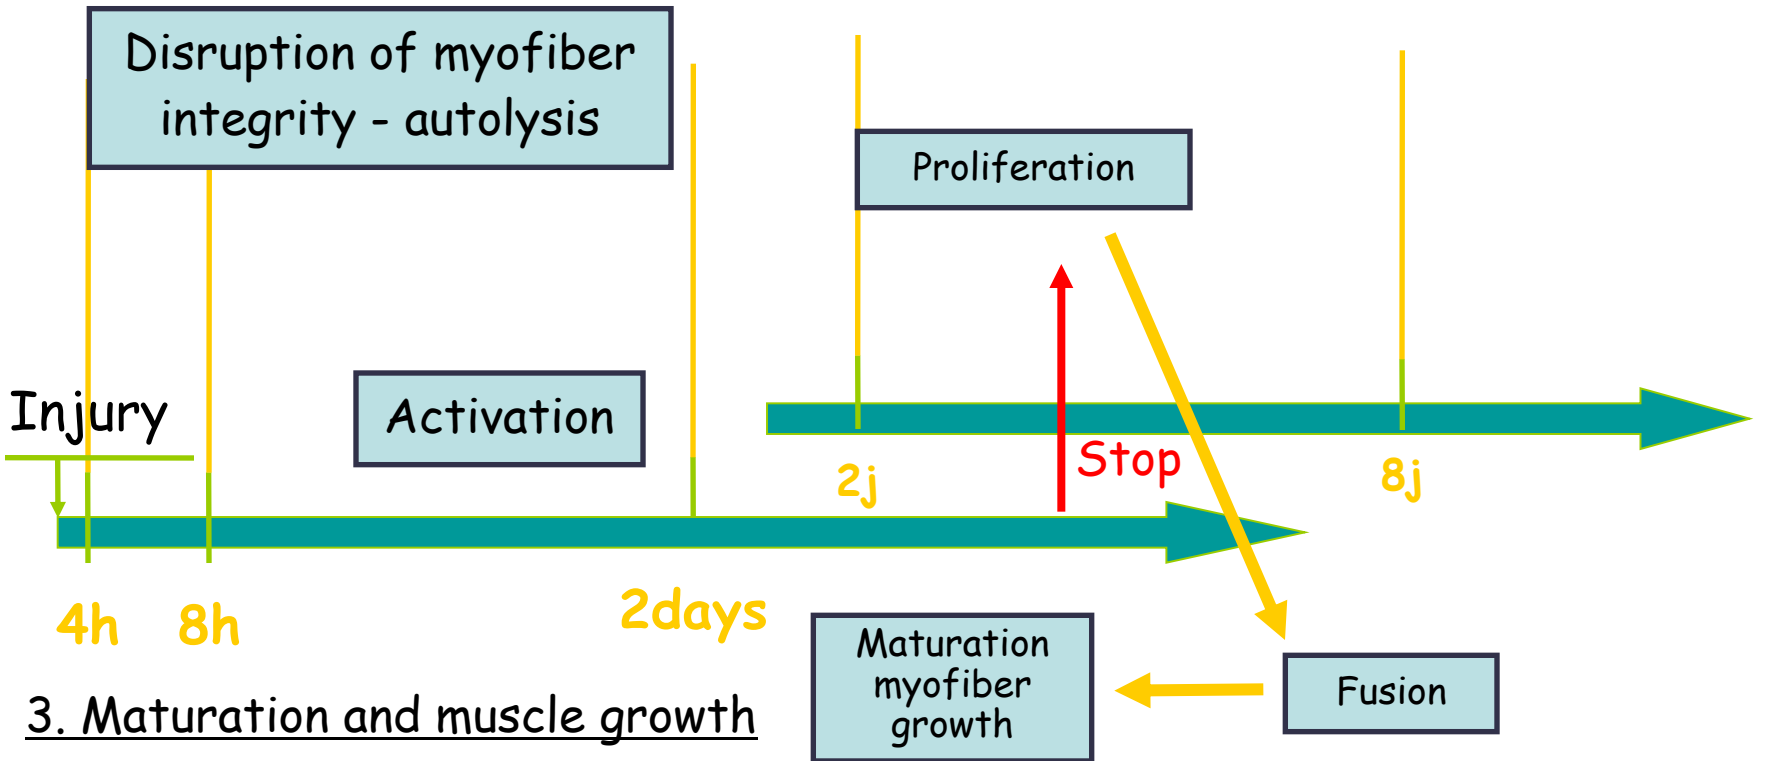 Disruption of myofiber
integrity - autolysis
Proliferation
Injury
Activation
Stop
2j
8j
4h
8h
2days
Maturation
myofiber
growth
Fusion
3. Maturation and muscle growth